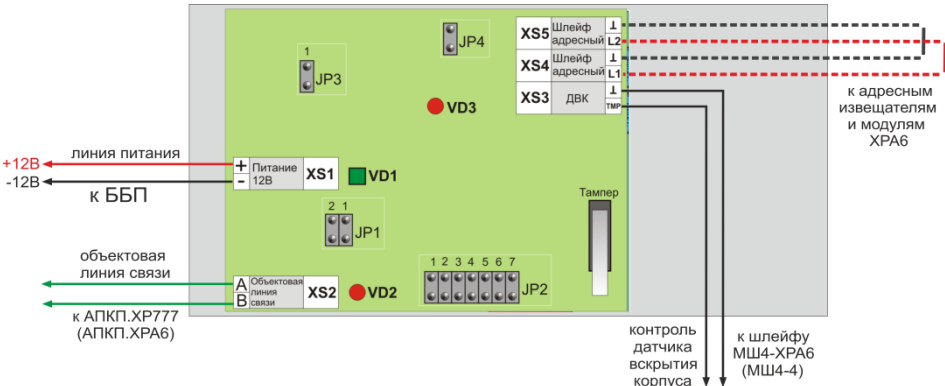 JP4
XS5
Шлейф
адресный
⊥
L2
1
JP3
XS4
Шлейф
адресный
⊥
L1
XS3
ДВК
⊥
TMP
VD3
к адресным
извещателям
и модулям
ХРА6
линия питания
+12В
-12В
+
-
Питание
12В
XS1
VD1
к ББП
Тампер
2 1
JP1
объектовая
линия связи
A
B
Объектовая
линия
связи
XS2
VD2
1 2 3 4 5 6 7
JP2
к АПКП.ХР777
(АПКП.ХРА6)
контроль
датчика
вскрытия
корпуса
к шлейфу
МШ4-ХРА6
(МШ4-4)